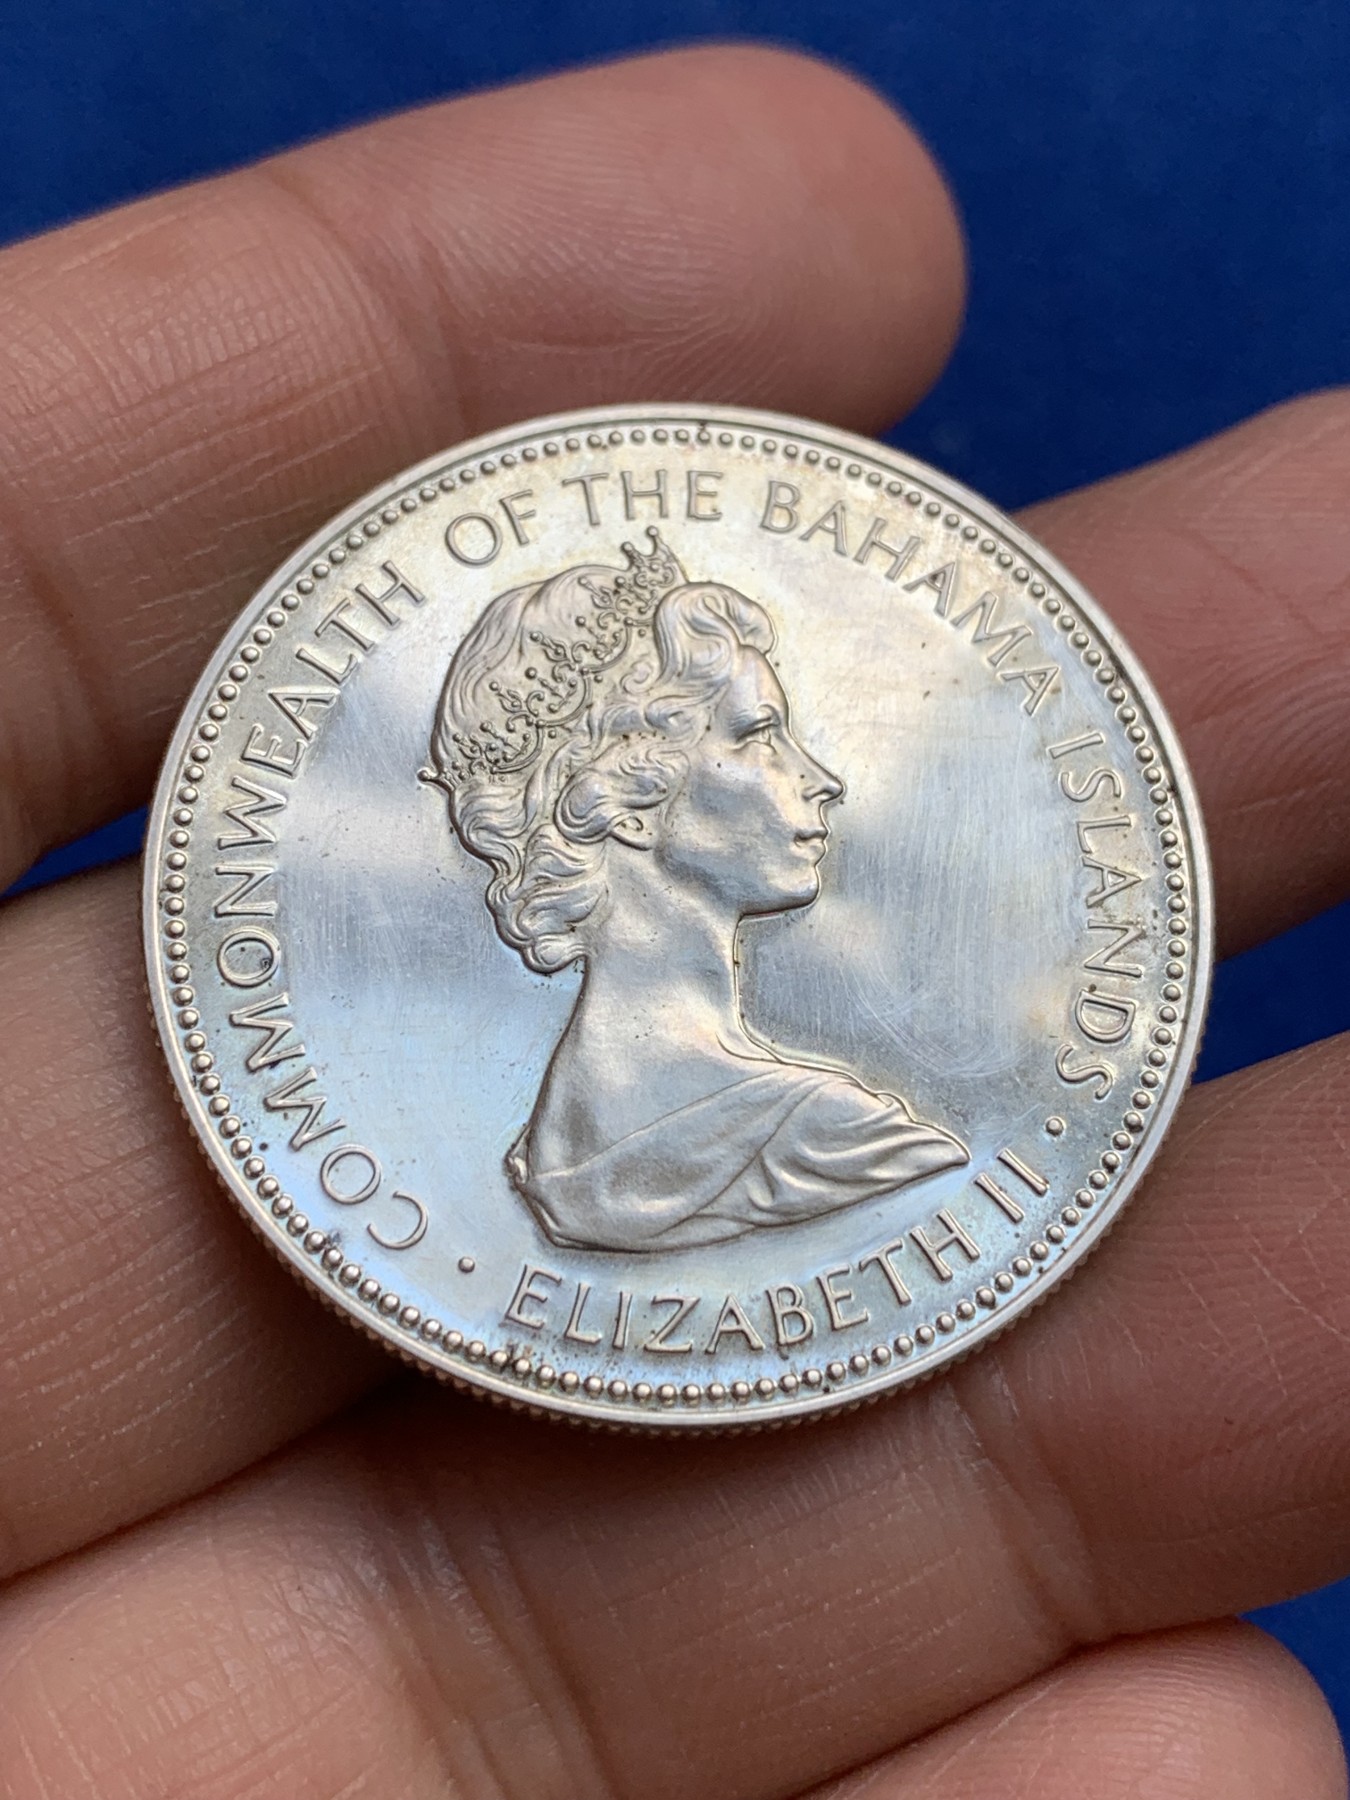 COMMONWEALTH OF THE BAHAMA ISLANDS
· ELIZABETH II ·